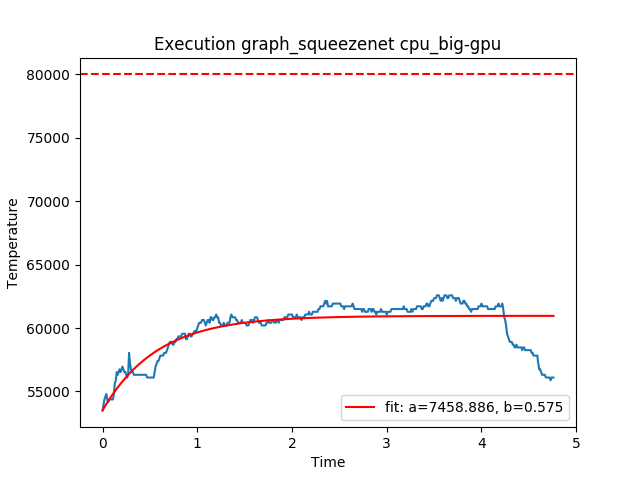 Execution graph_squeezenet cpu_big-gpu
80000
75000
70000
65000
60000
55000
Temperature
fit: a=7458.886, b=0.575
0 1 2 3 4 5
Time